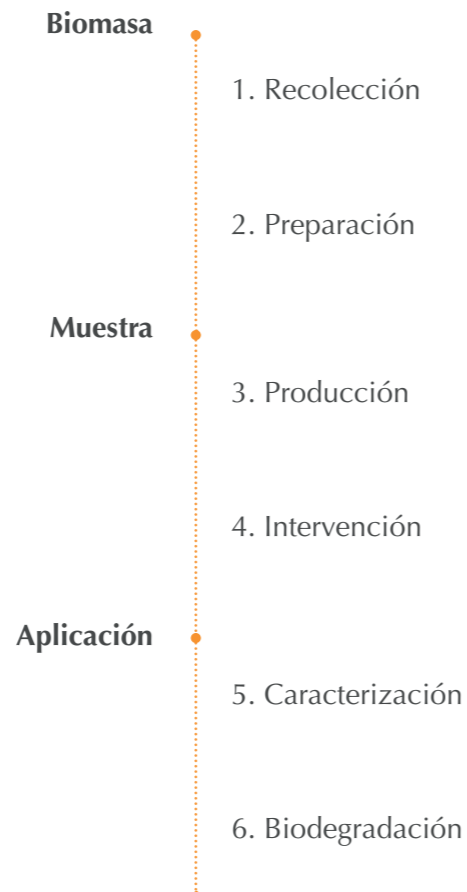 Biomasa
1. Recolección
2. Preparación
Muestra
3. Producción
4. Intervención
Aplicación
5. Caracterización
6. Biodegradación